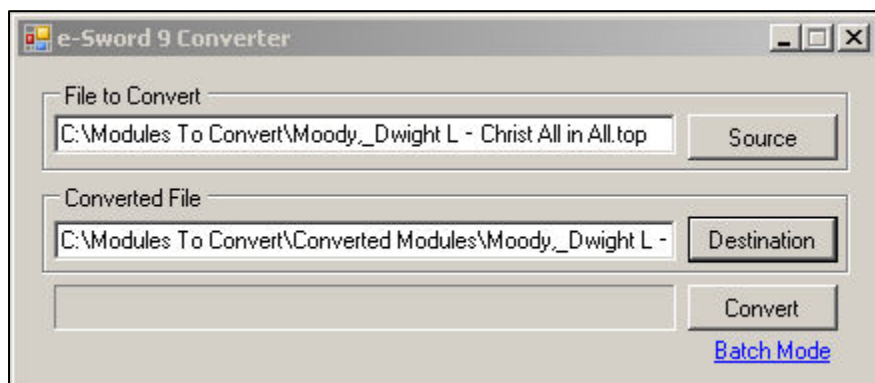 e-Sword 9 Converter
File to Convert
C:\Modules To Convert\Moody,_Dwight L - Christ All in All.top
Source
Converted File
C:\Modules To Convert\Converted Modules\Moody,_Dwight L -
Destination
Convert
Batch Mode